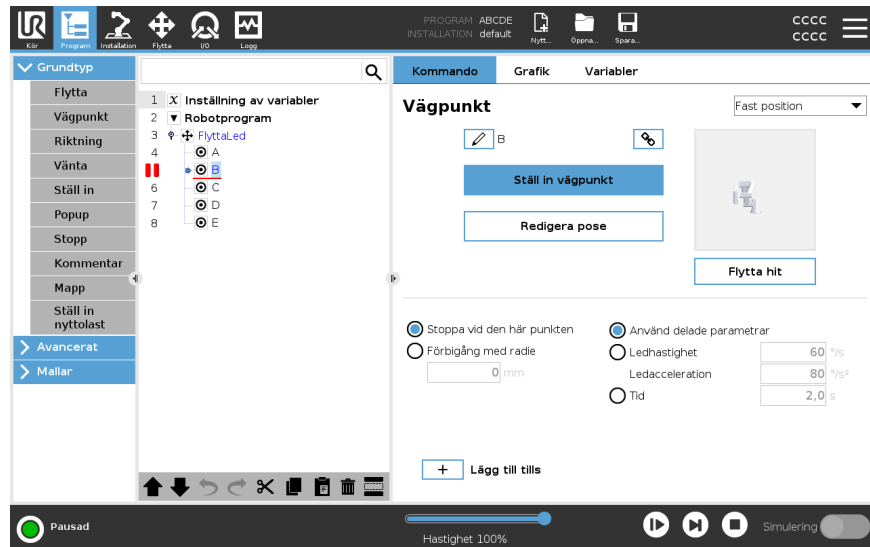 UR
Kör
Program
Installation
Flytta
I/O
Logg
PROGRAM ABCDE
INSTALLATION default
Nytt...
Öppna...
Spara...
CCCC
CCCC
Grundtyp
Flytta
Vägpunkt
Riktning
Vänta
Ställ in
Popup
Stopp
Kommentar
Mapp
Ställ in
nyttolast
Avancerat
Mallar
1 X Inställning av variabler
2 Robotprogram
3 FlyttaLed
4 A
B
6 C
7 D
8 E
Kommando Grafik Variabler
Vägpunkt
Fast position
B
Ställ in vägpunkt
Redigera pose
Flytta hit
Stoppa vid den här punkten
Förbigång med radie
0 mm
Använd delade parametrar
Ledhastighet 60 °/s
Ledacceleration 80 °/s²
Tid 2,0 s
+ Lägg till tills
Pausad
Hastighet 100%
Simulering